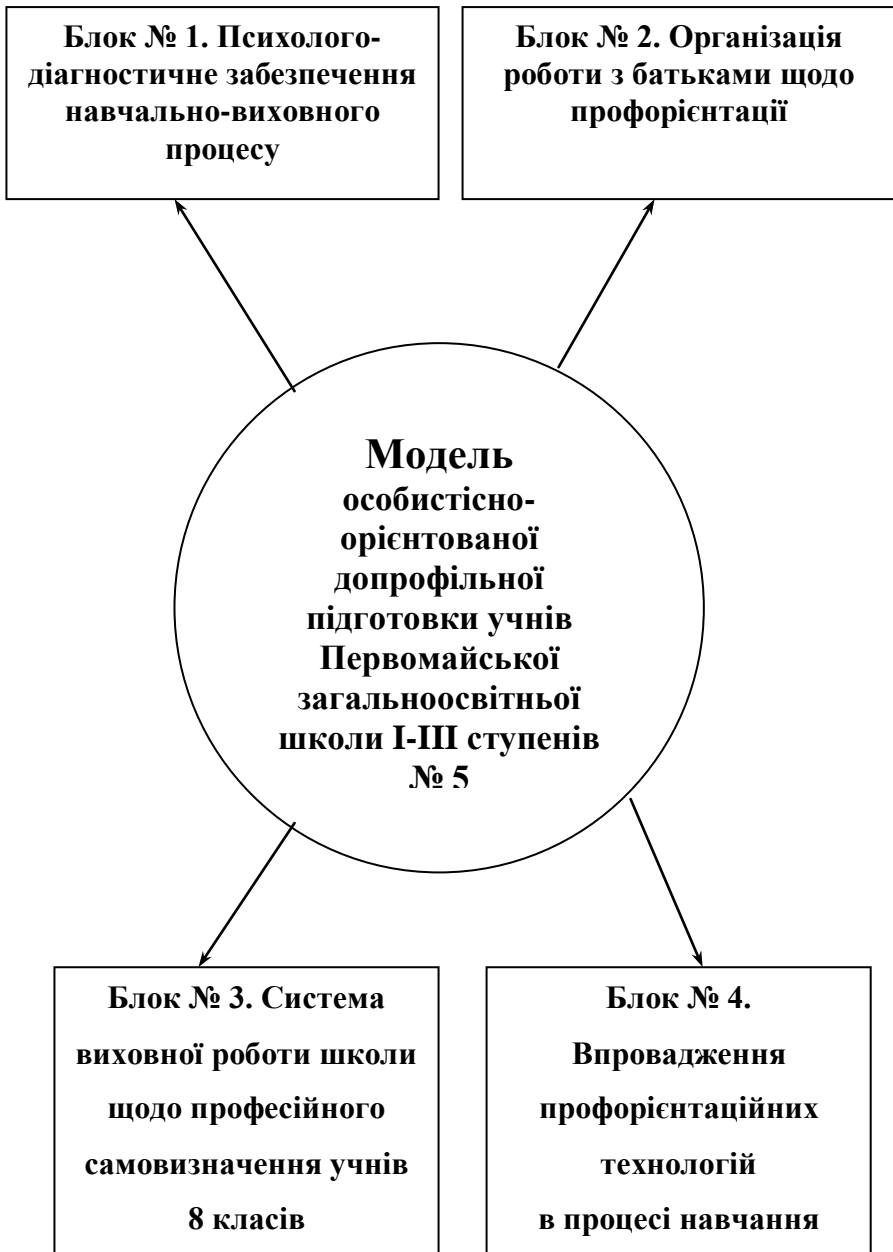 Блок № 1. Психолого-
діагностичне забезпечення
навчально-виховного
процесу
Блок № 2. Організація
роботи з батьками щодо
профорієнтації
Модель
особистісно-
орієнтованої
допрофільної
підготовки учнів
Первомайської
загальноосвітньої
школи І-ІІІ ступенів
№ 5
Блок № 3. Система
виховної роботи школи
щодо професійного
самовизначення учнів
8 класів
Блок № 4.
Впровадження
профорієнтаційних
технологій
в процесі навчання